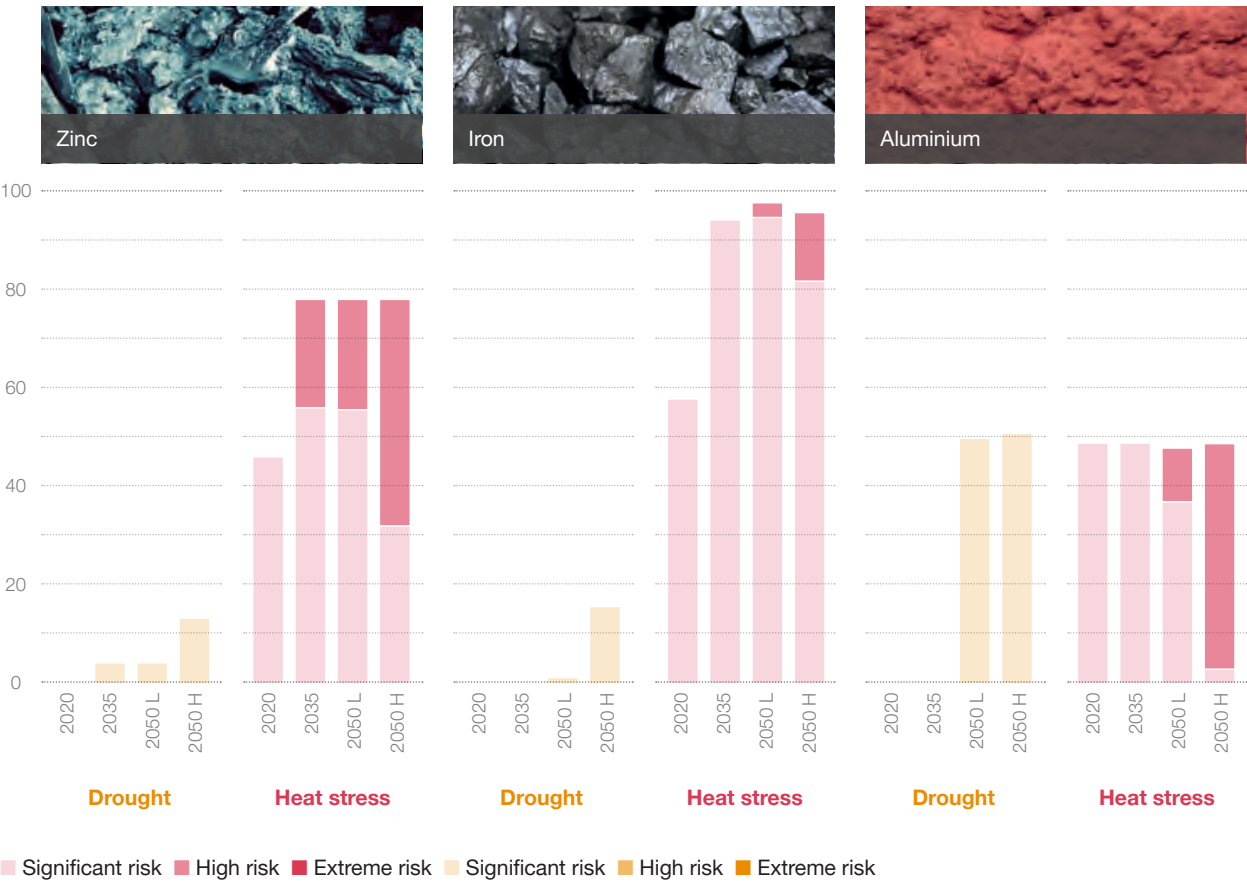 Zinc
Iron
Aluminium
100
80
60
40
20
0
2020
2035
2050 L
2050 H
2020
2035
2050 L
2050 H
2020
2035
2050 L
2050 H
2020
2035
2050 L
2050 H
2020
2035
2050 L
2050 H
2020
2035
2050 L
2050 H
Drought
Heat stress
Drought
Heat stress
Drought
Heat stress
Significant risk High risk Extreme risk Significant risk High risk Extreme risk